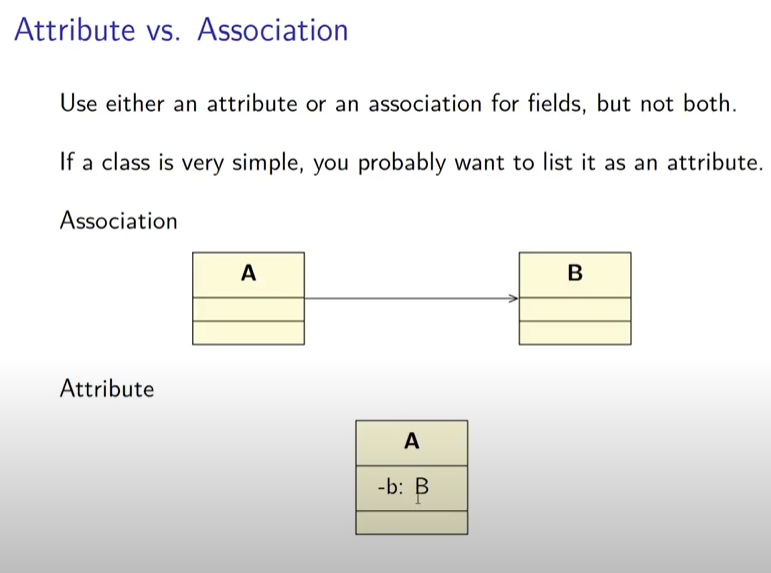 Attribute vs. Association
Use either an attribute or an association for fields, but not both.
If a class is very simple, you probably want to list it as an attribute.
Association
A
B
Attribute
A
-b: B